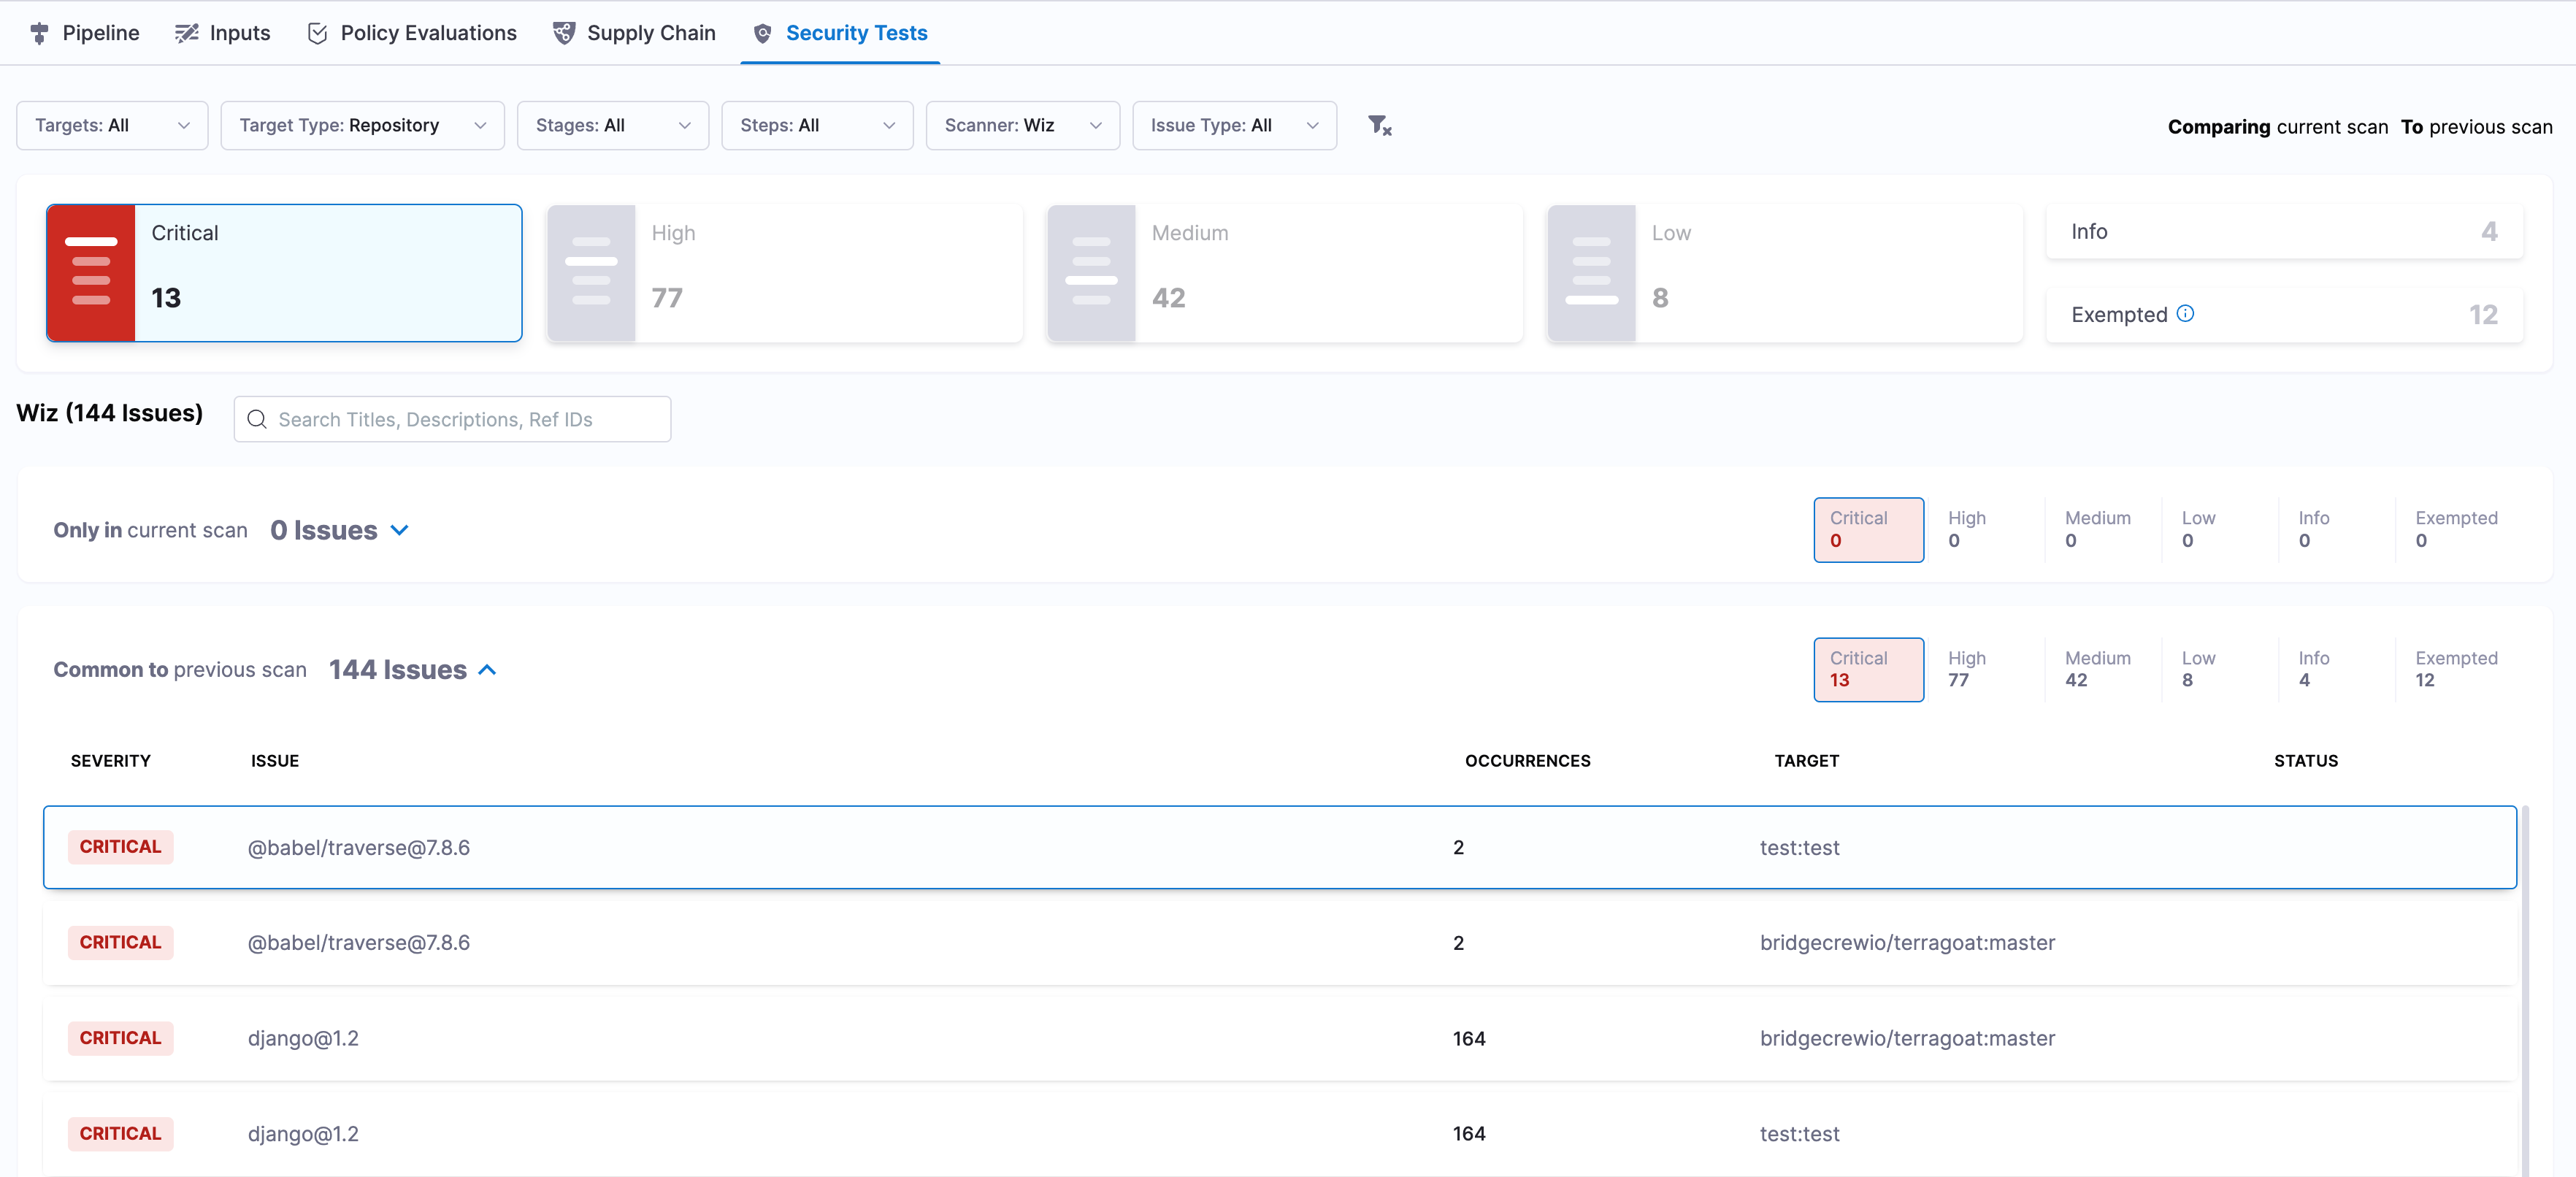 Pipeline Inputs Policy Evaluations Supply Chain Security Tests
Targets: All Target Type: Repository Stages: All Steps: All Scanner: Wiz Issue Type: All Comparing current scan To previous scan
Critical High Medium Low Info 4
13 77 42 8 Exempted 12
Wiz (144 Issues) Search Titles, Descriptions, Ref IDs
Only in current scan 0 Issues
Critical High Medium Low Info Exempted
0 0 0 0 0 0
Common to previous scan 144 Issues
Critical High Medium Low Info Exempted
13 77 42 8 4 12
SEVERITY ISSUE OCCURRENCES TARGET STATUS
CRITICAL @babel/traverse@7.8.6 2 test:test
CRITICAL @babel/traverse@7.8.6 2 bridgecrewio/terragoat:master
CRITICAL django@1.2 164 bridgecrewio/terragoat:master
CRITICAL django@1.2 164 test:test